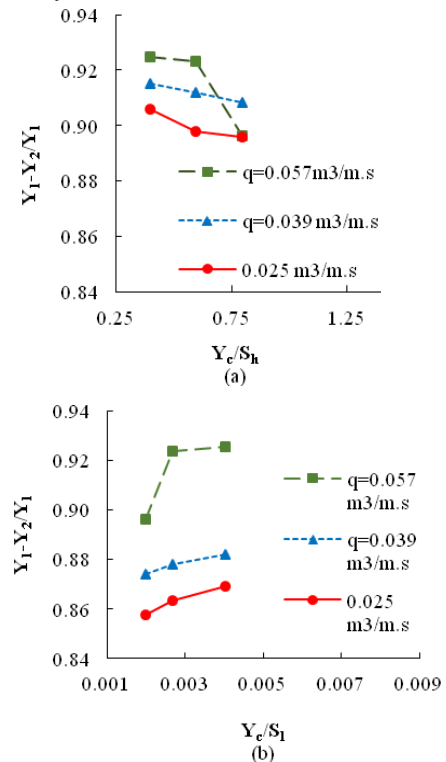 0.94
0.92
0.90
0.88
0.86
0.84
Y1-Y2/Y1
q=0.057m3/m.s
q=0.039 m3/m.s
0.025 m3/m.s
0.25 0.75 1.25
Yc/Sh
(a)
0.94
0.92
0.90
0.88
0.86
0.84
Y1-Y2/Y1
q=0.057
m3/m.s
q=0.039
m3/m.s
0.025
m3/m.s
0.001 0.003 0.005 0.007 0.009
Yc/Sl
(b)